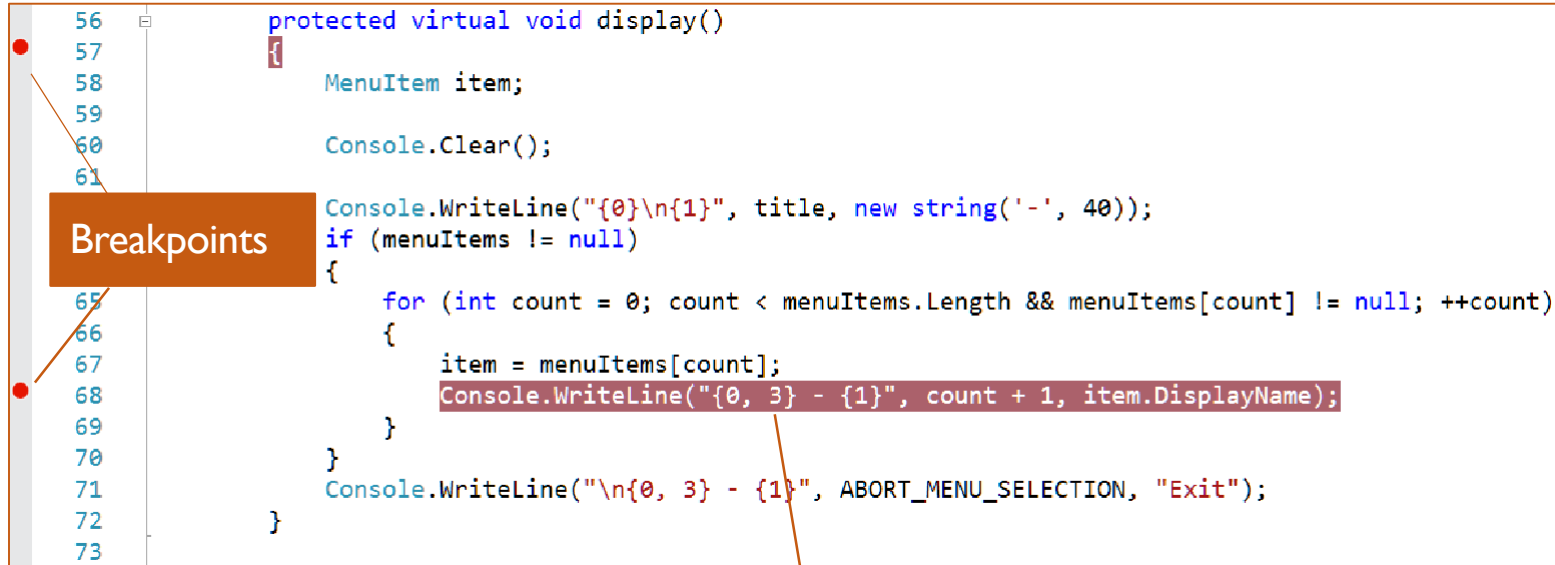 56 protected virtual void display()
57 {
58 MenuItem item;
59
60 Console.Clear();
61
Console.WriteLine("{0}\n{1}", title, new string('-', 40));
Breakpoints
if (menuItems != null)
{
65 for (int count = 0; count < menuItems.Length && menuItems[count] != null; ++count)
66 {
67 item = menuItems[count];
68 Console.WriteLine("{0, 3} - {1}", count + 1, item.DisplayName);
69 }
70 }
71 Console.WriteLine("\n{0, 3} - {1}", ABORT_MENU_SELECTION, "Exit");
72 }
73